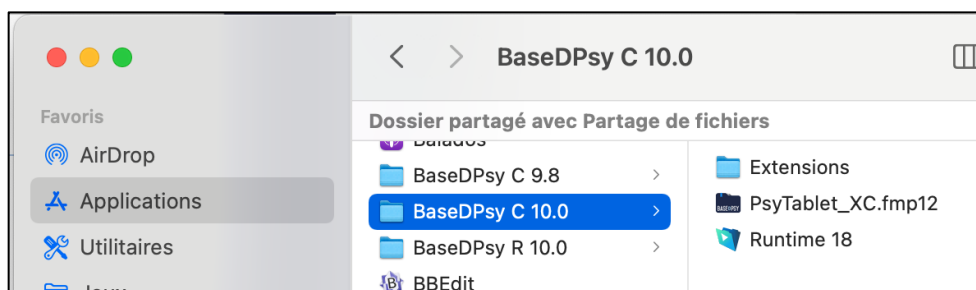 BaseDPsy C 10.0
Favoris
AirDrop
Applications
Utilitaires
Dossier partagé avec Partage de fichiers
Balados
BaseDPsy C 9.8
BaseDPsy C 10.0
BaseDPsy R 10.0
BBEdit
Extensions
PsyTablet_XC.fmp12
Runtime 18